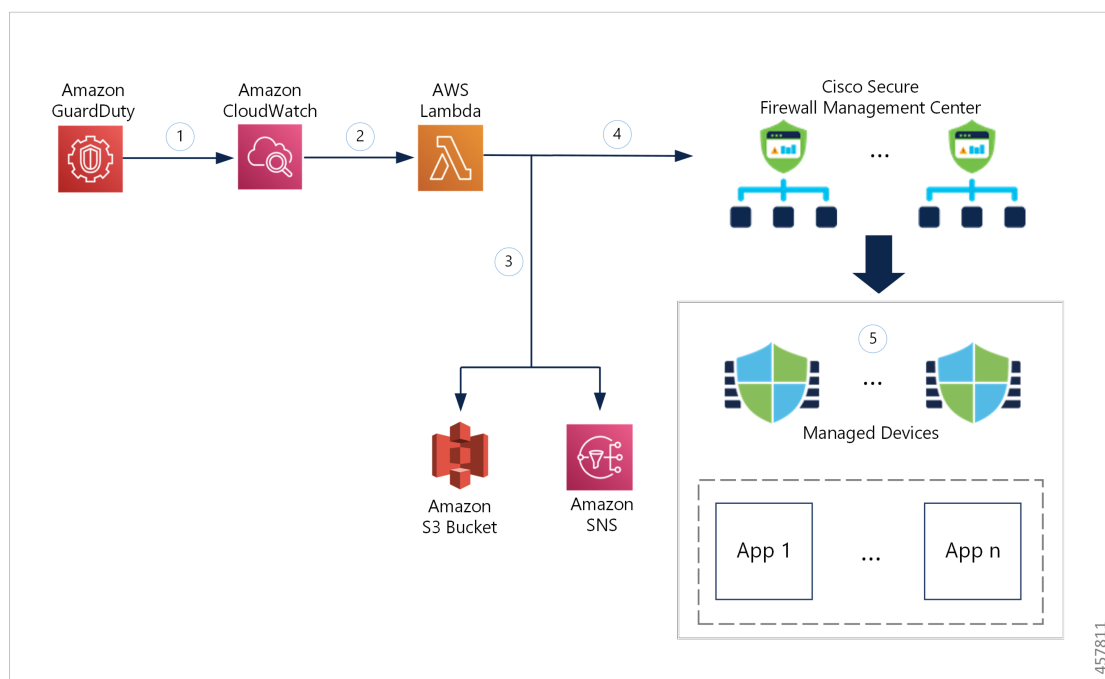 Amazon
GuardDuty
1
Amazon
CloudWatch
2
AWS
Lambda
4
Cisco Secure
Firewall Management Center
...
3
5
...
Managed Devices
Amazon
S3 Bucket
Amazon
SNS
App 1
...
App n
457811